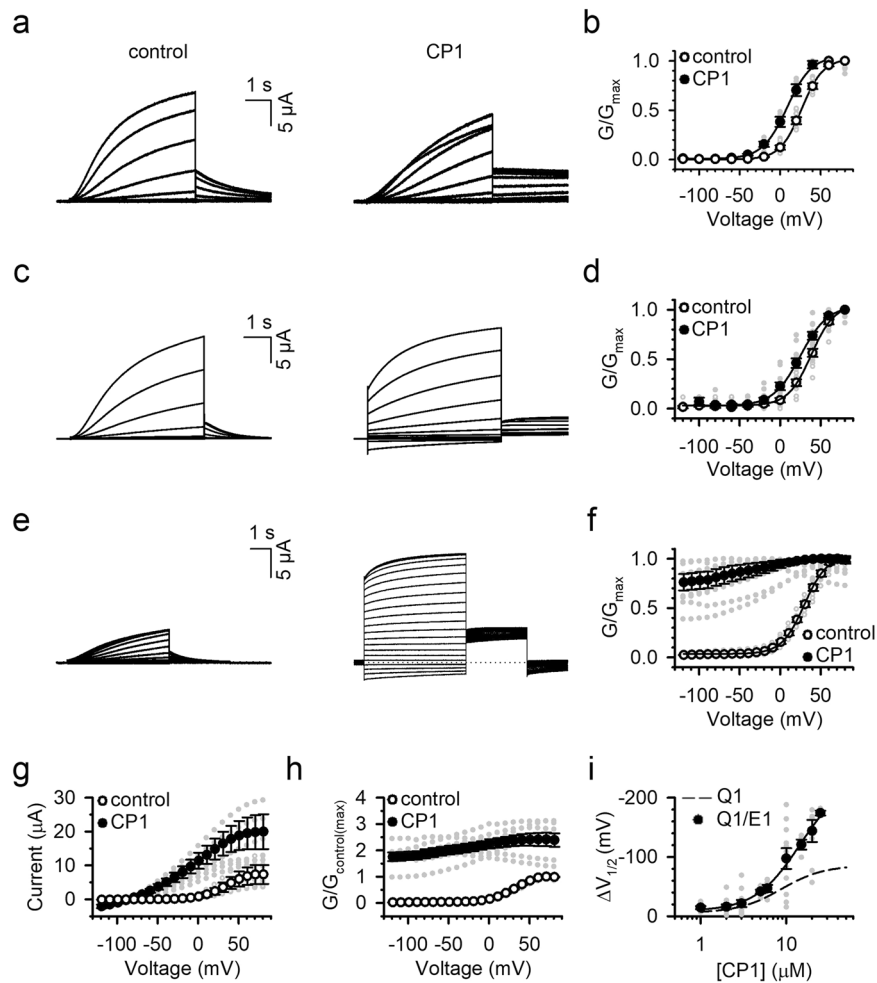 a
control
CP1
1 s
5 µA
b
control
CP1
G/Gmax
1.0
0.5
0.0
-100 -50 0 50
Voltage (mV)
c
1 s
5 µA
1 s
5 µA
d
control
CP1
G/Gmax
1.0
0.5
0.0
-100 -50 0 50
Voltage (mV)
e
1 s
5 µA
f
control
CP1
G/Gmax
1.0
0.5
0.0
-100 -50 0 50
Voltage (mV)
g
control
CP1
Current (µA)
30
20
10
0
-100 -50 0 50
Voltage (mV)
h
control
CP1
G/Gcontrol(max)
4
3
2
1
0
-100 -50 0 50
Voltage (mV)
i
Q1
Q1/E1
ΔV1/2 (mV)
-200
-100
0
1 10
[CP1] (µM)